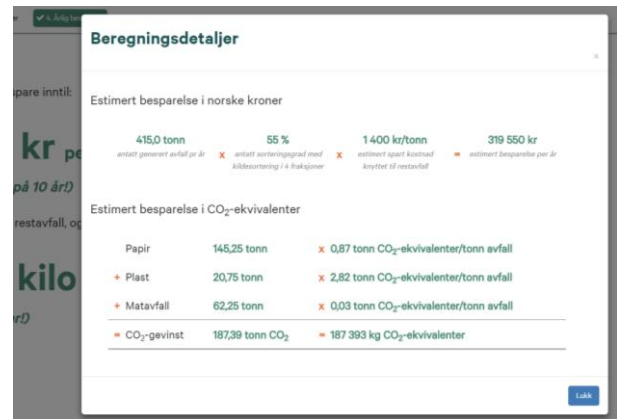 er ✔ 4. Årlig bes
Beregningsdetaljer
×
spare inntil:
Estimert besparelse i norske kroner
kr pe
415,0 tonn 55 % 1 400 kr/tonn 319 550 kr
antatt generert avfall pr år x antatt sorteringsgrad med x estimert spart kostnad = estimert besparelse per år
kildesortering i 4 fraksjoner knyttet til restavfall
på 10 år!)
Estimert besparelse i CO₂-ekvivalenter
restavfall, og
Papir 145,25 tonn x 0,87 tonn CO₂-ekvivalenter/tonn avfall
kilo
+ Plast 20,75 tonn x 2,82 tonn CO₂-ekvivalenter/tonn avfall
+ Matavfall 62,25 tonn x 0,03 tonn CO₂-ekvivalenter/tonn avfall
er!)
= CO₂-gevinst 187,39 tonn CO₂ = 187 393 kg CO₂-ekvivalenter
Lukk